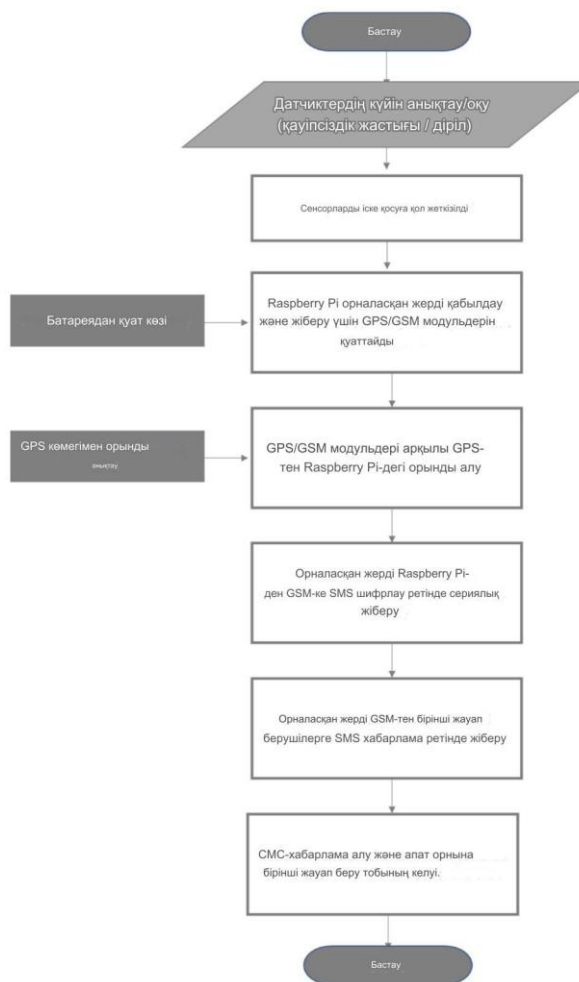 Бастау
Датчиктердің күйін анықтау/оқу
(қауіпсіздік жастығы / діріл)
Сенсорларды іске қосуға қол жеткізілді
Батареядан қуат көзі
Raspberry Pi орналасқан жерді қабылдау
және жіберу үшін GPS/GSM модульдерін
қуаттайды
GPS көмегімен орынды
анықтау
GPS/GSM модульдері арқылы GPS-
тен Raspberry Pi-дегі орынды алу
Орналасқан жерді Raspberry Pi-
ден GSM-ке SMS шифрлау ретінде сериялық
жіберу
Орналасқан жерді GSM-тен бірінші жауап
берушілерге SMS хабарлама ретінде жіберу
СМС-хабарлама алу және апат орнына
бірінші жауап беру тобының келуі.
Бастау